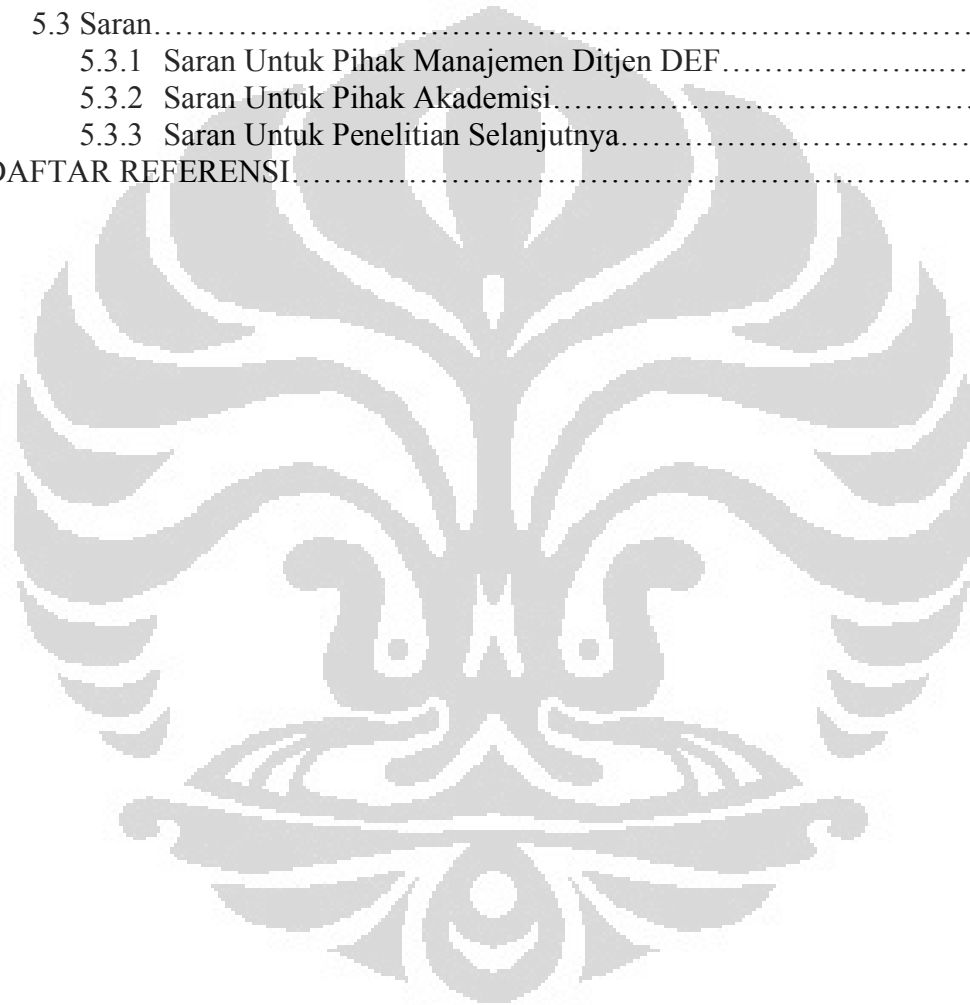 5.3 Saran……………………………………………………………………
5.3.1 Saran Untuk Pihak Manajemen Ditjen DEF………………...…
5.3.2 Saran Untuk Pihak Akademisi……………………………….……
5.3.3 Saran Untuk Penelitian Selanjutnya………………………………
DAFTAR REFERENSI……………………………………………………………